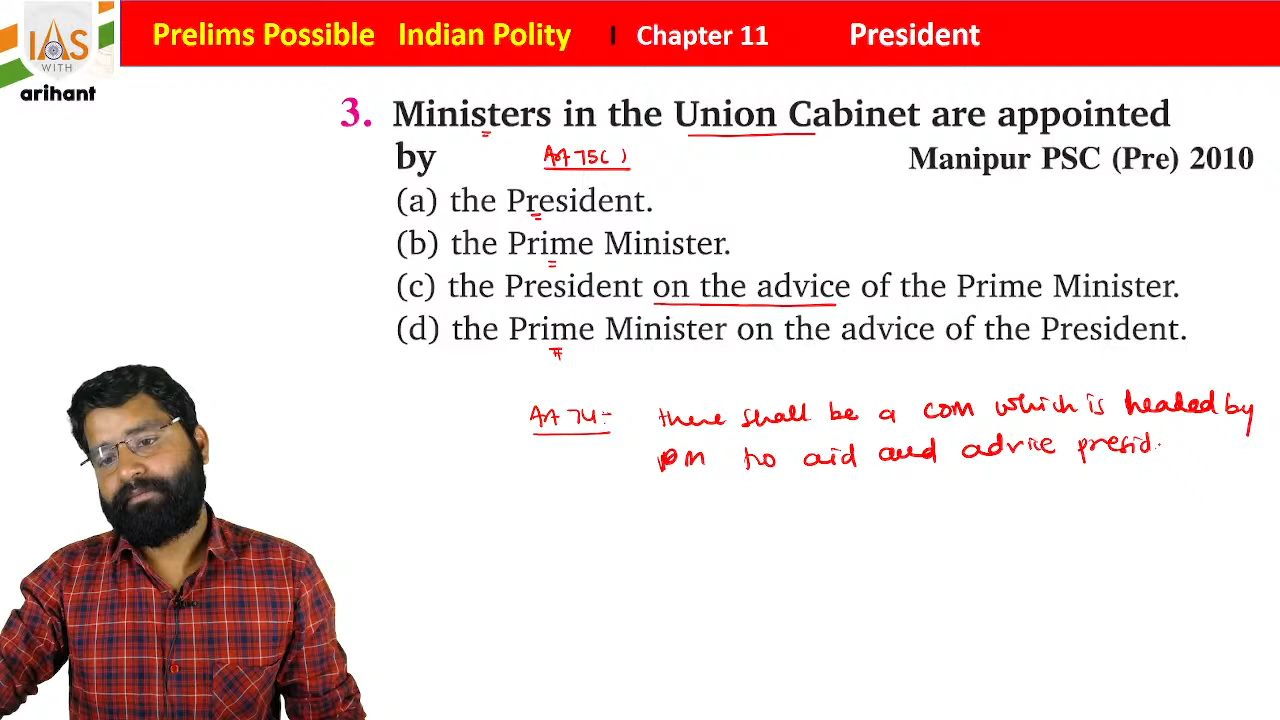 IAS
WITH
arihant
Prelims Possible Indian Polity | Chapter 11 President
3. Ministers in the Union Cabinet are appointed
by Art 75( ) Manipur PSC (Pre) 2010
(a) the President.
(b) the Prime Minister.
(c) the President on the advice of the Prime Minister.
(d) the Prime Minister on the advice of the President.
Art 74:- there shall be a COM which is headed by
PM to aid and advice presid